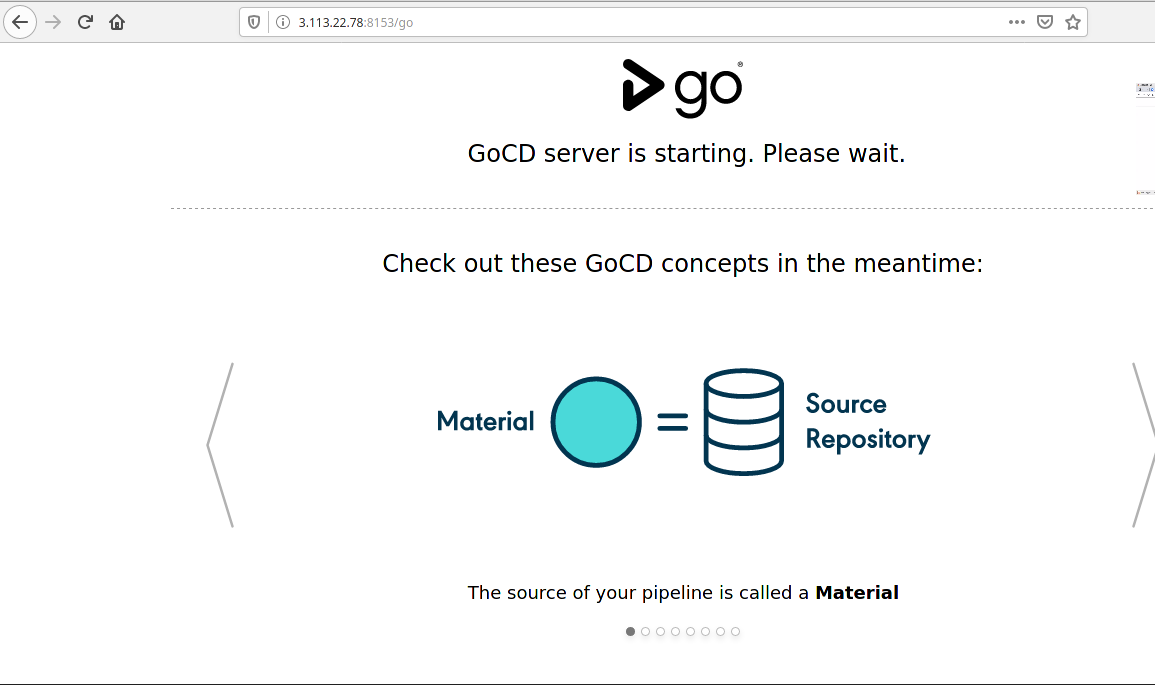 3.113.22.78:8153/go
go®
GoCD server is starting. Please wait.
Check out these GoCD concepts in the meantime:
Material = Source
Repository
The source of your pipeline is called a Material